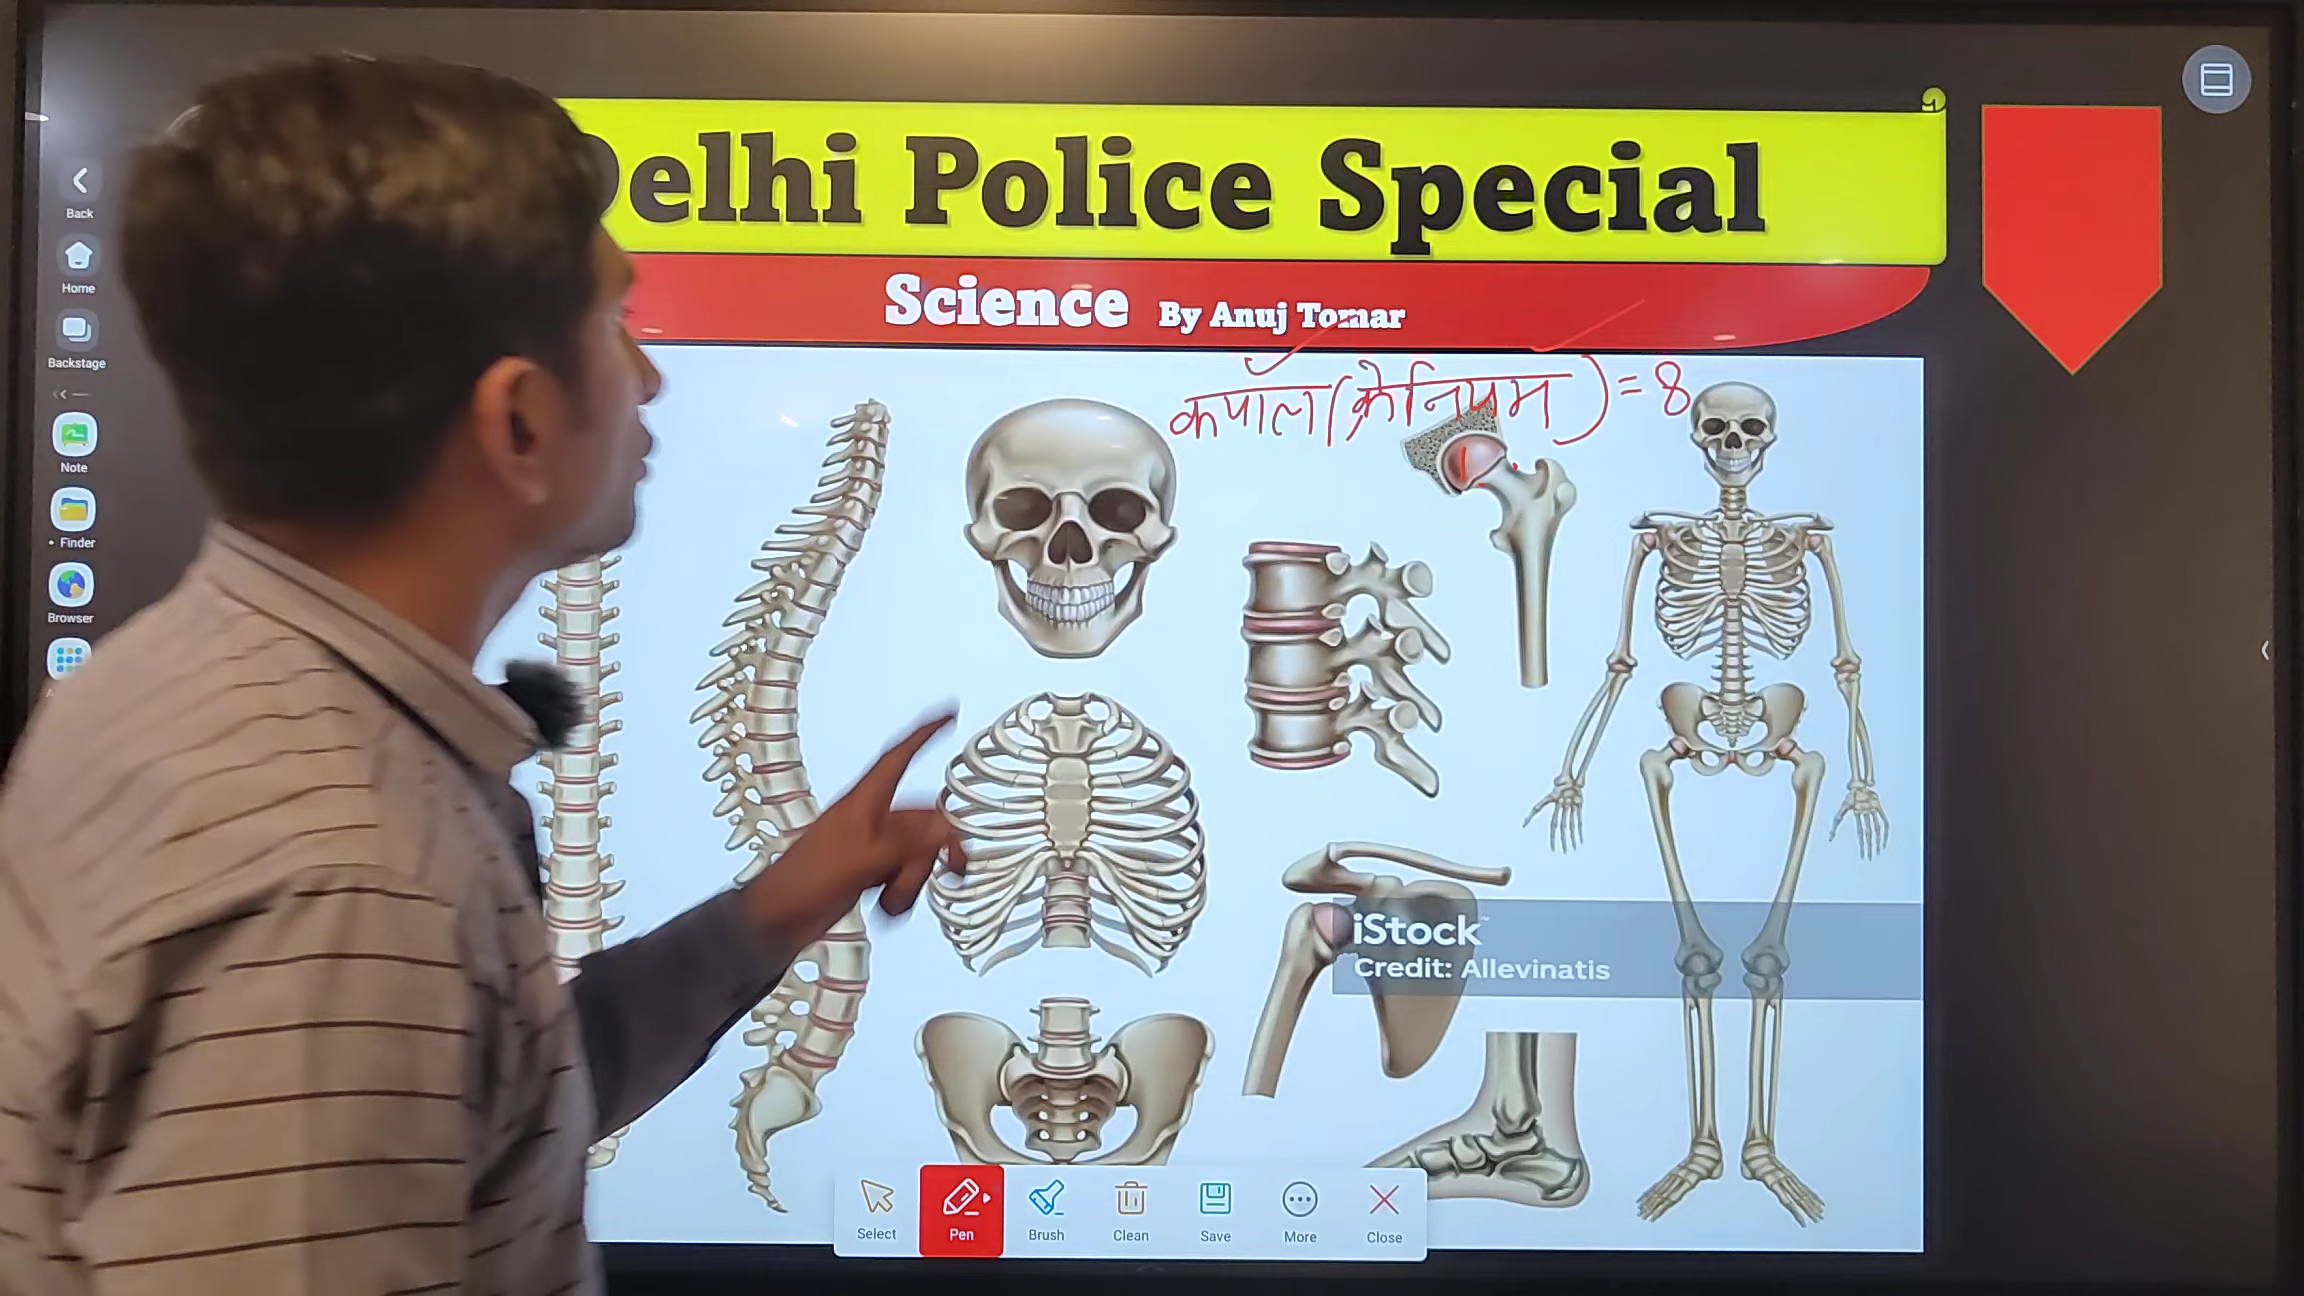 Delhi Police Special
Science By Anuj Tomar
कपाल (क्रेनियम) = 8
Back
Home
Backstage
Note
Finder
Browser
iStock
Credit: Allevinatis
Select
Pen
Brush
Clean
Save
More
Close